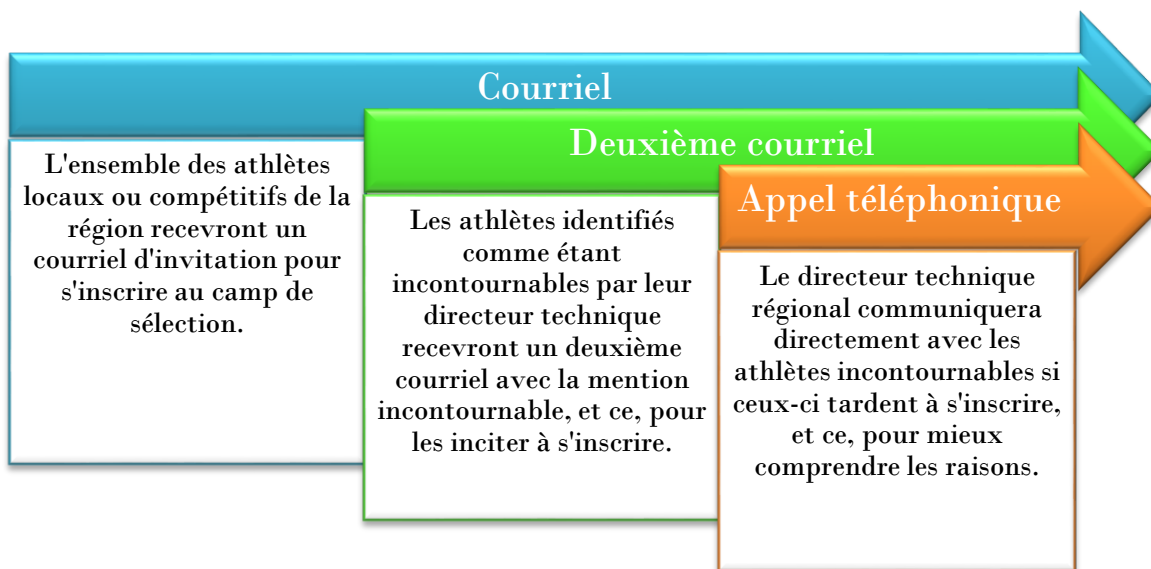 Courriel
L'ensemble des athlètes
locaux ou compétitifs de la
région recevront un
courriel d'invitation pour
s'inscrire au camp de
sélection.
Deuxième courriel
Les athlètes identifiés
comme étant
incontournables par leur
directeur technique
recevront un deuxième
courriel avec la mention
incontournable, et ce, pour
les inciter à s'inscrire.
Appel téléphonique
Le directeur technique
régional communiquera
directement avec les
athlètes incontournables si
ceux-ci tardent à s'inscrire,
et ce, pour mieux
comprendre les raisons.